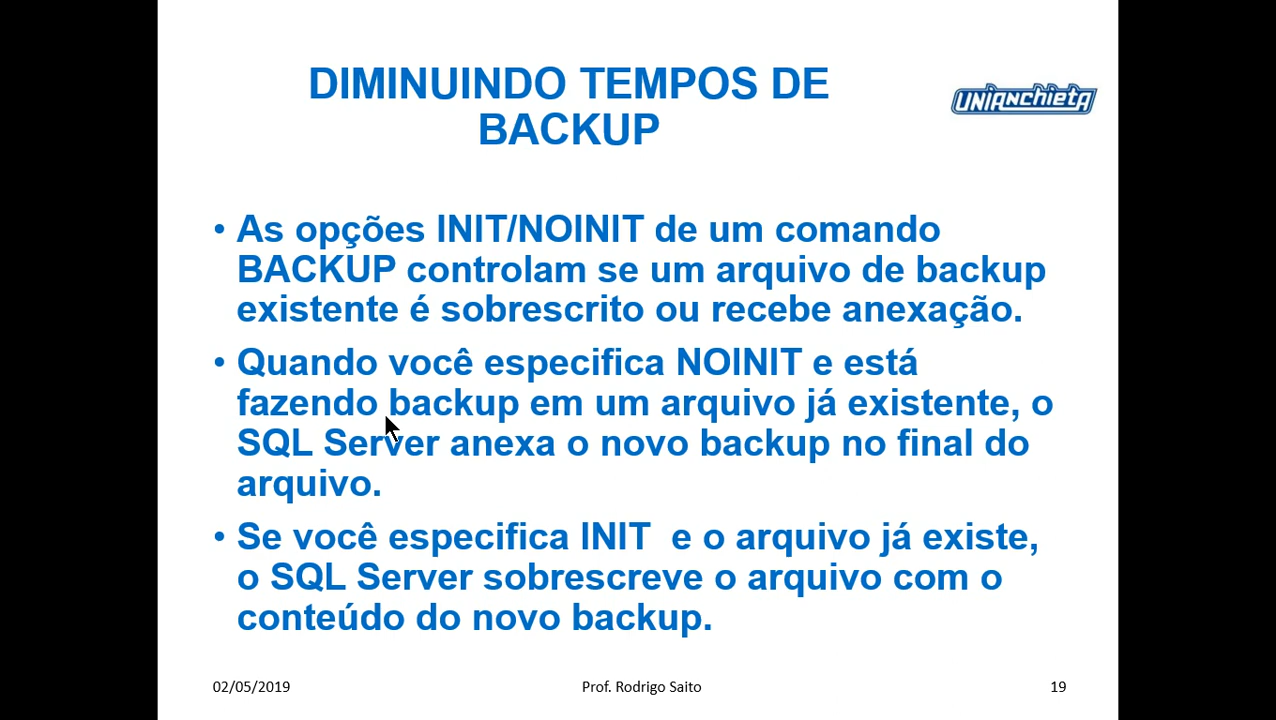 DIMINUINDO TEMPOS DE
BACKUP
UNIANCHIETA
• As opções INIT/NOINIT de um comando
BACKUP controlam se um arquivo de backup
existente é sobrescrito ou recebe anexação.
• Quando você especifica NOINIT e está
fazendo backup em um arquivo já existente, o
SQL Server anexa o novo backup no final do
arquivo.
• Se você especifica INIT e o arquivo já existe,
o SQL Server sobrescreve o arquivo com o
conteúdo do novo backup.
02/05/2019
Prof. Rodrigo Saito
19